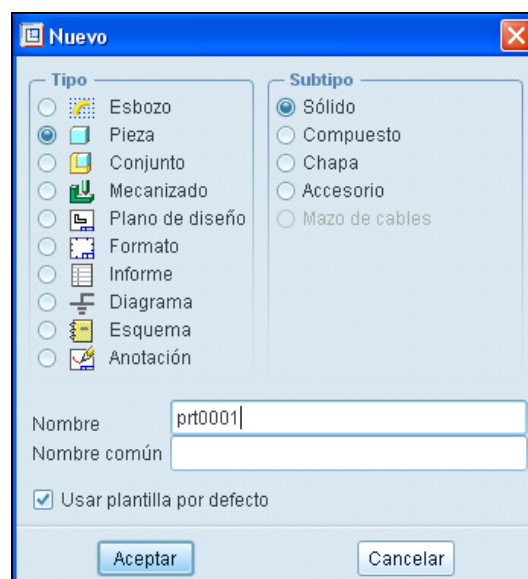 Nuevo
Tipo
Esbozo
Pieza
Conjunto
Mecanizado
Plano de diseño
Formato
Informe
Diagrama
Esquema
Anotación
Subtipo
Sólido
Compuesto
Chapa
Accesorio
Mazo de cables
Nombre prt0001
Nombre común
Usar plantilla por defecto
Aceptar Cancelar